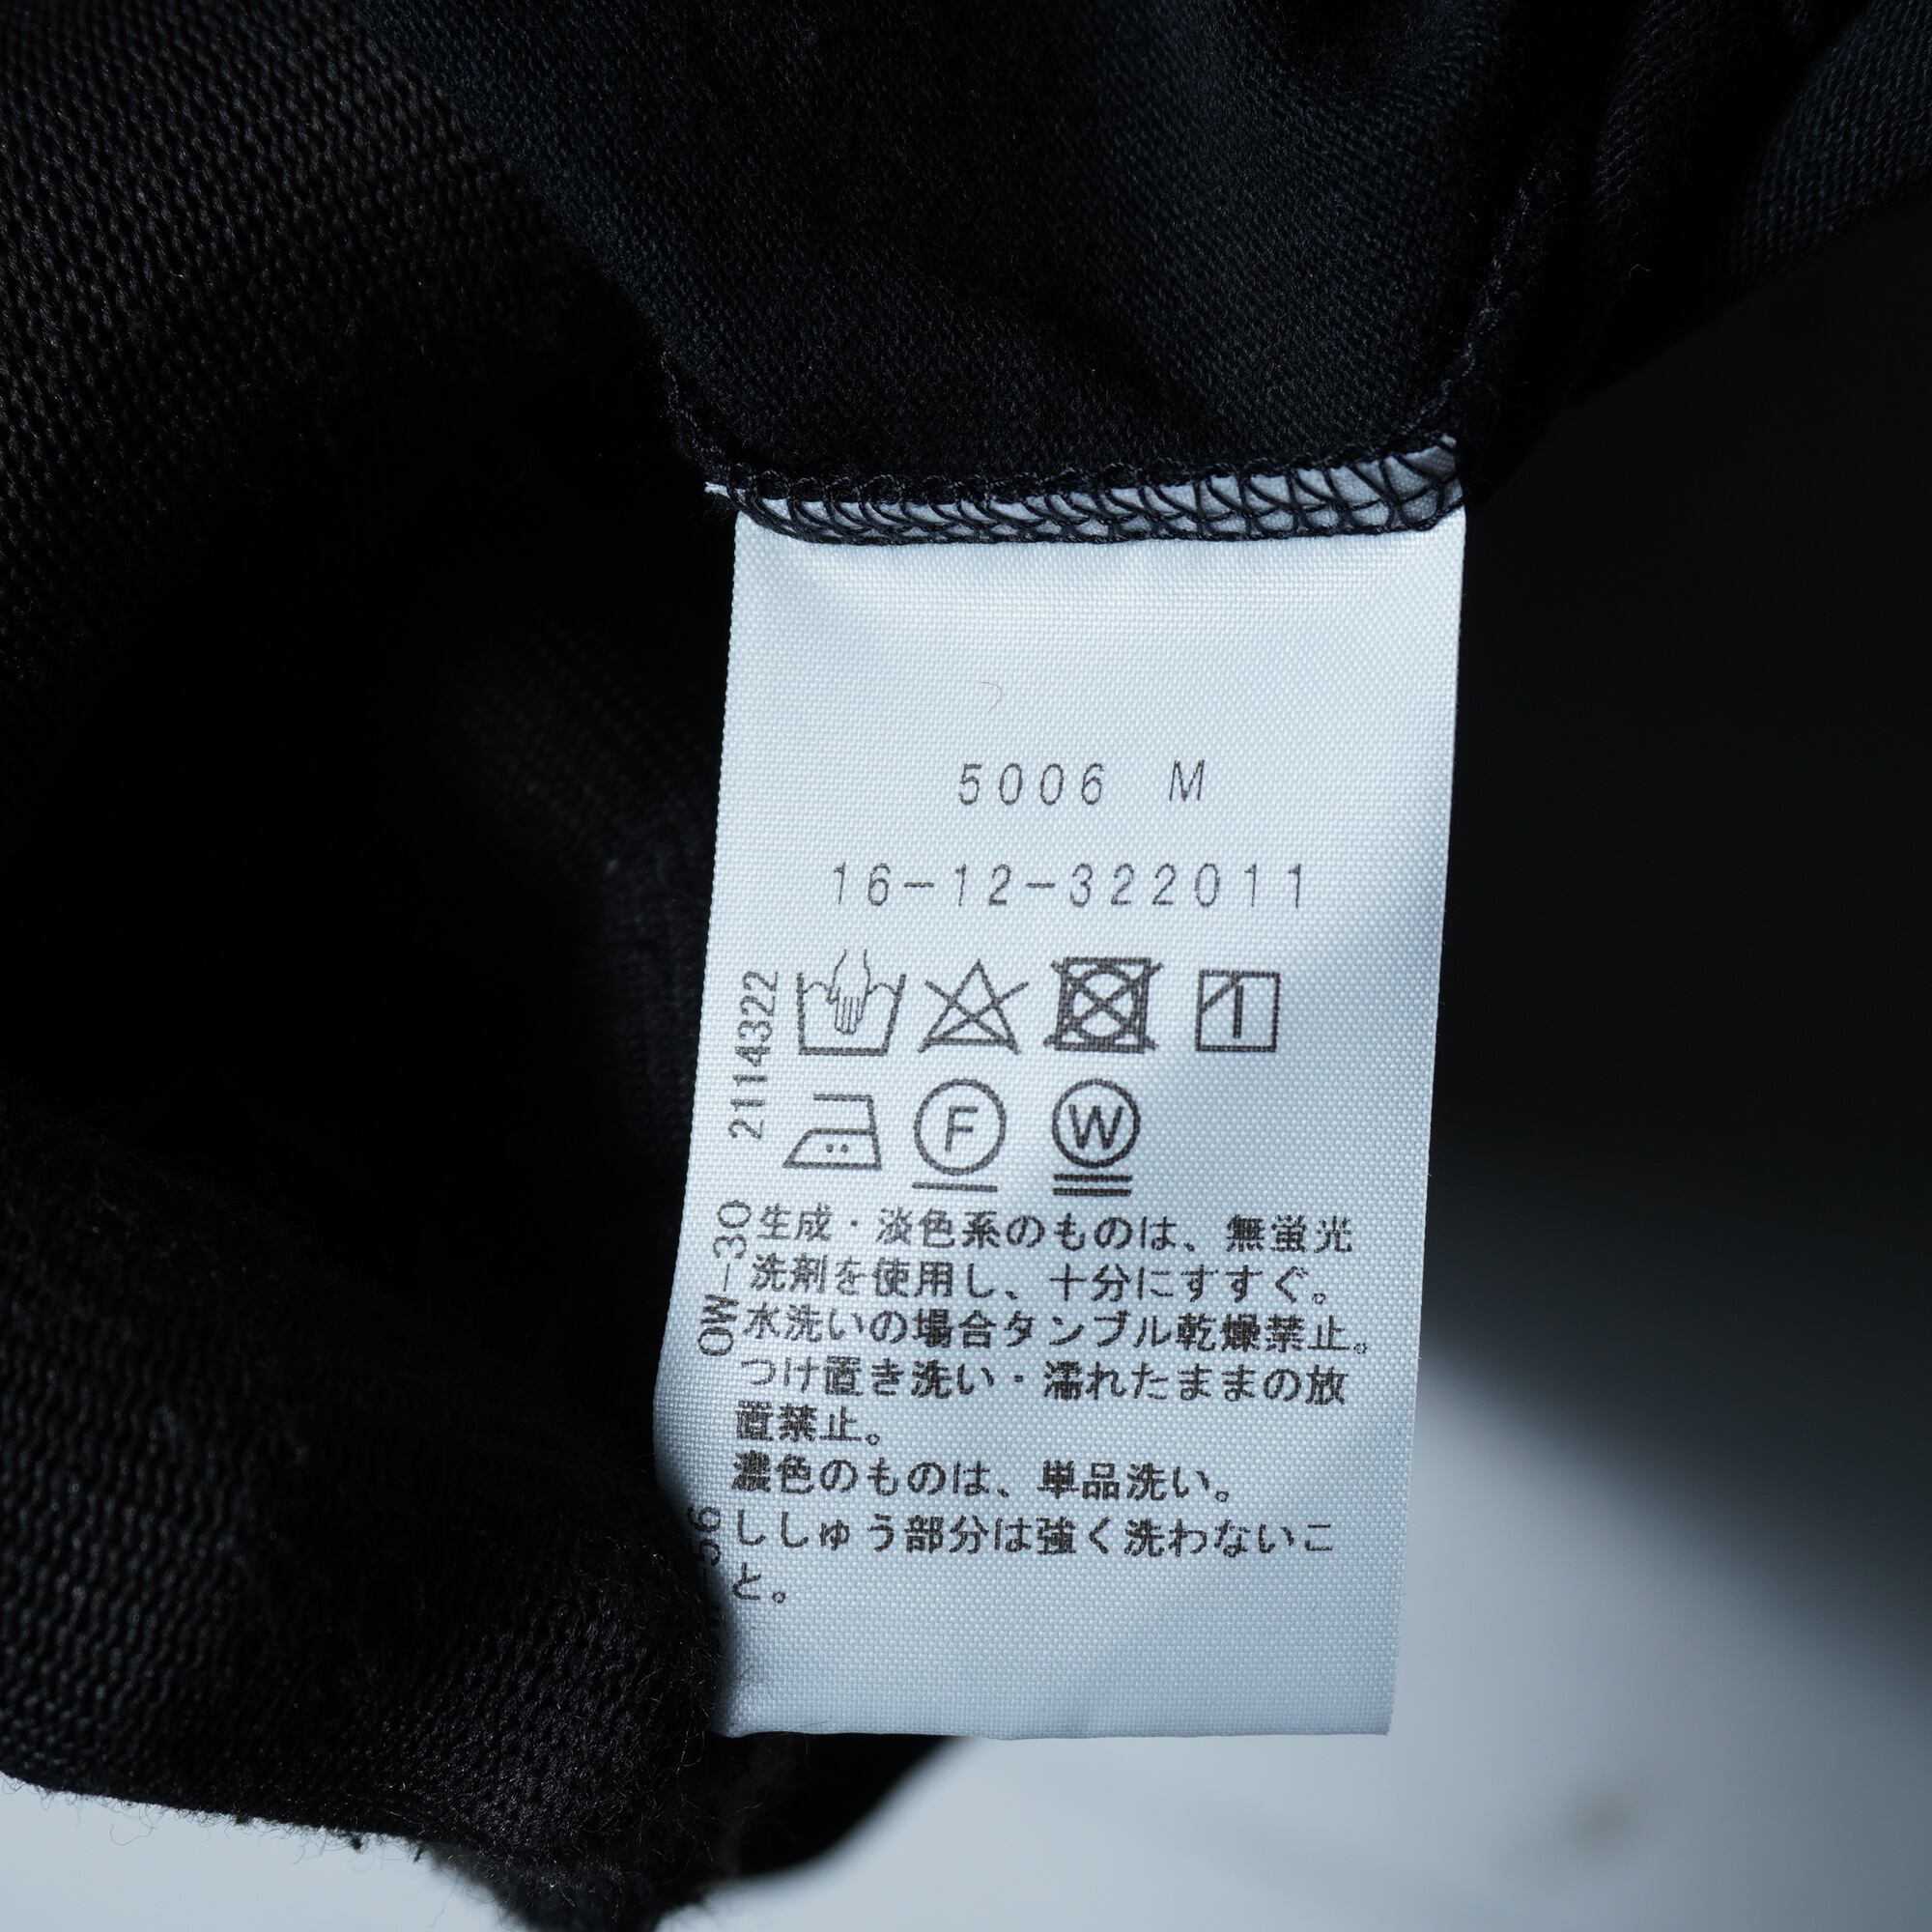 5006 M
16-12-322011
2114322
F
W
OW-30
生成・淡色系のものは、無蛍光
洗剤を使用し、十分にすすぐ。
水洗いの場合タンブル乾燥禁止。
つけ置き洗い・濡れたままの放
置禁止。
濃色のものは、単品洗い。
ししゅう部分は強く洗わないこ
と。